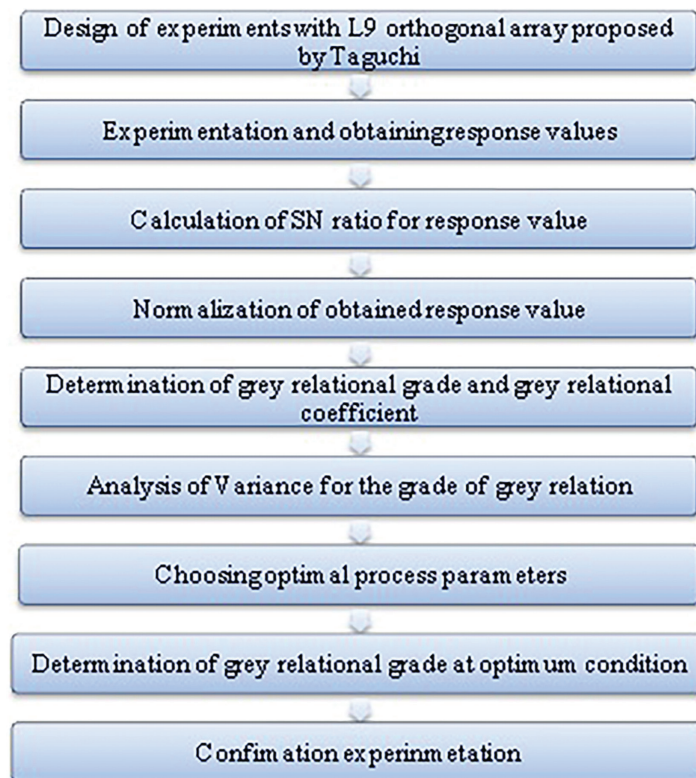 Design of experiments with L9 orthogonal array proposed
by Taguchi
Experimentation and obtaining response values
Calculation of SN ratio for response value
Normalization of obtained response value
Determination of grey relational grade and grey relational
coefficient
Analysis of Variance for the grade of grey relation
Choosing optimal process parameters
Determination of grey relational grade at optimum condition
Confimation experinmetation